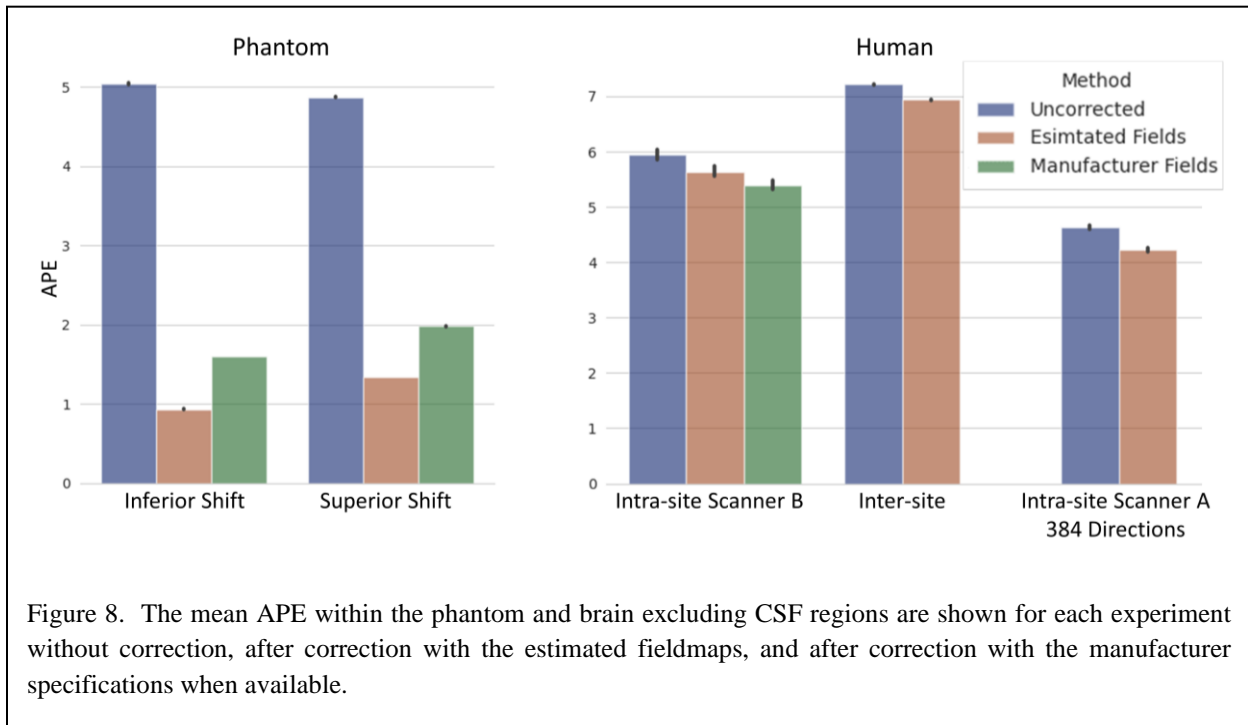 Phantom
Human
APE
5
4
3
2
1
0
Inferior Shift
Superior Shift
7
6
5
4
3
2
1
0
Method
Uncorrected
Esimtated Fields
Manufacturer Fields
Intra-site Scanner B
Inter-site
Intra-site Scanner A
384 Directions
Figure 8. The mean APE within the phantom and brain excluding CSF regions are shown for each experiment
without correction, after correction with the estimated fieldmaps, and after correction with the manufacturer
specifications when available.